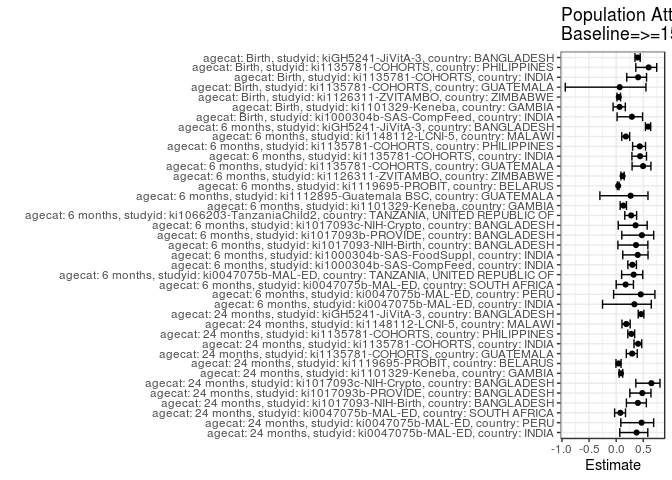 Population Att
Baseline=>=15
agecat: Birth, studyid: kiGH5241-JiVitA-3, country: BANGLADESH
agecat: Birth, studyid: ki1135781-COHORTS, country: PHILIPPINES
agecat: Birth, studyid: ki1135781-COHORTS, country: INDIA
agecat: Birth, studyid: ki1135781-COHORTS, country: GUATEMALA
agecat: Birth, studyid: ki1126311-ZVITAMBO, country: ZIMBABWE
agecat: Birth, studyid: ki1101329-Keneba, country: GAMBIA
agecat: Birth, studyid: ki1000304b-SAS-CompFeed, country: INDIA
agecat: 6 months, studyid: kiGH5241-JiVitA-3, country: BANGLADESH
agecat: 6 months, studyid: ki1148112-LCNI-5, country: MALAWI
agecat: 6 months, studyid: ki1135781-COHORTS, country: PHILIPPINES
agecat: 6 months, studyid: ki1135781-COHORTS, country: INDIA
agecat: 6 months, studyid: ki1135781-COHORTS, country: GUATEMALA
agecat: 6 months, studyid: ki1126311-ZVITAMBO, country: ZIMBABWE
agecat: 6 months, studyid: ki1119695-PROBIT, country: BELARUS
agecat: 6 months, studyid: ki1112895-Guatemala BSC, country: GUATEMALA
agecat: 6 months, studyid: ki1101329-Keneba, country: GAMBIA
agecat: 6 months, studyid: ki1066203-TanzaniaChild2, country: TANZANIA, UNITED REPUBLIC OF
agecat: 6 months, studyid: ki1017093c-NIH-Crypto, country: BANGLADESH
agecat: 6 months, studyid: ki1017093b-PROVIDE, country: BANGLADESH
agecat: 6 months, studyid: ki1017093-NIH-Birth, country: BANGLADESH
agecat: 6 months, studyid: ki1000304b-SAS-FoodSuppl, country: INDIA
agecat: 6 months, studyid: ki1000304b-SAS-CompFeed, country: INDIA
agecat: 6 months, studyid: ki0047075b-MAL-ED, country: TANZANIA, UNITED REPUBLIC OF
agecat: 6 months, studyid: ki0047075b-MAL-ED, country: SOUTH AFRICA
agecat: 6 months, studyid: ki0047075b-MAL-ED, country: PERU
agecat: 6 months, studyid: ki0047075b-MAL-ED, country: INDIA
agecat: 24 months, studyid: kiGH5241-JiVitA-3, country: BANGLADESH
agecat: 24 months, studyid: ki1148112-LCNI-5, country: MALAWI
agecat: 24 months, studyid: ki1135781-COHORTS, country: PHILIPPINES
agecat: 24 months, studyid: ki1135781-COHORTS, country: INDIA
agecat: 24 months, studyid: ki1135781-COHORTS, country: GUATEMALA
agecat: 24 months, studyid: ki1119695-PROBIT, country: BELARUS
agecat: 24 months, studyid: ki1101329-Keneba, country: GAMBIA
agecat: 24 months, studyid: ki1017093c-NIH-Crypto, country: BANGLADESH
agecat: 24 months, studyid: ki1017093b-PROVIDE, country: BANGLADESH
agecat: 24 months, studyid: ki1017093-NIH-Birth, country: BANGLADESH
agecat: 24 months, studyid: ki0047075b-MAL-ED, country: SOUTH AFRICA
agecat: 24 months, studyid: ki0047075b-MAL-ED, country: PERU
agecat: 24 months, studyid: ki0047075b-MAL-ED, country: INDIA
-1.0 -0.5 0.0 0.5
Estimate